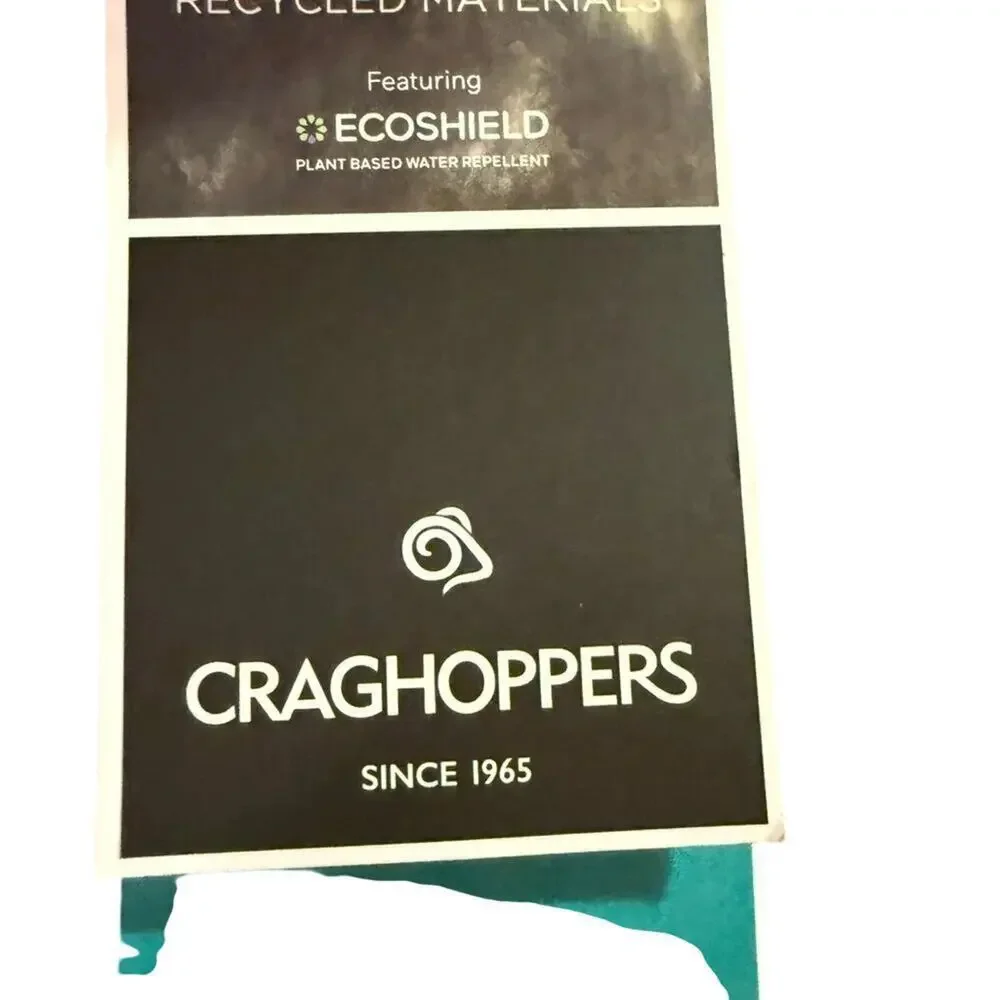 RECYCLED MATERIALS
Featuring
ECOSHIELD
PLANT BASED WATER REPELLENT
CRAGHOPPERS
SINCE 1965